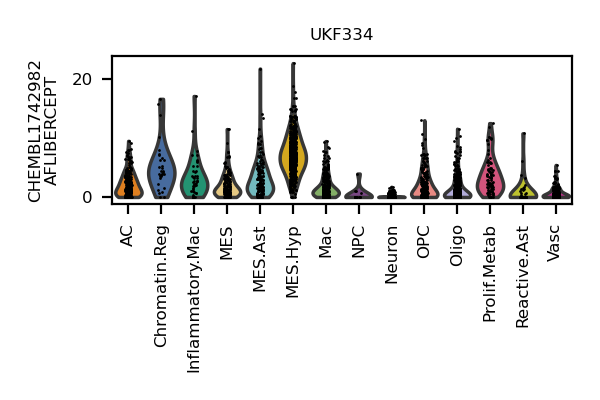 UKF334
CHEMBL1742982
AFLIBERCEPT
20
0
AC
Chromatin.Reg
Inflammatory.Mac
MES
MES.Ast
MES.Hyp
Mac
NPC
Neuron
OPC
Oligo
Prolif.Metab
Reactive.Ast
Vasc